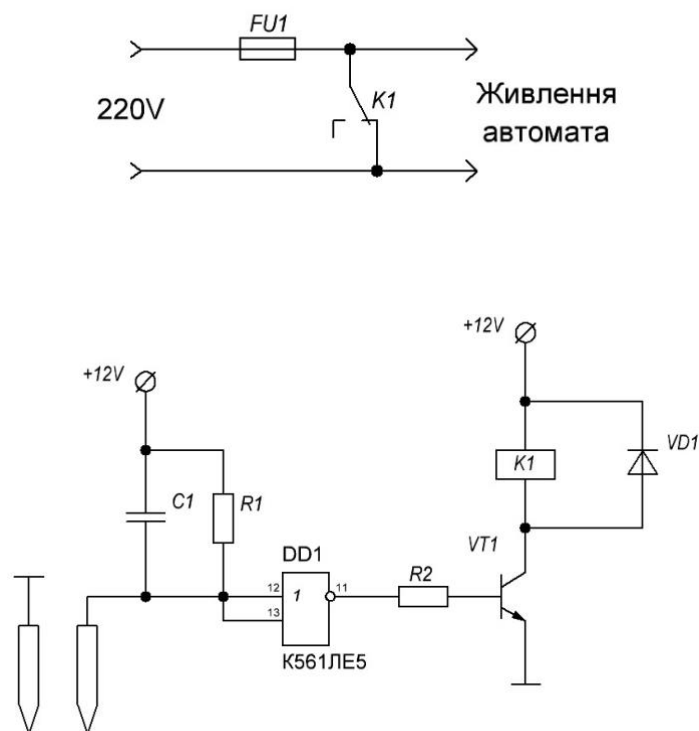 FU1
220V
K1
Живлення
автомата
+12V
+12V
C1
R1
K1
VD1
VT1
DD1
12
13
1
11
R2
К561ЛЕ5